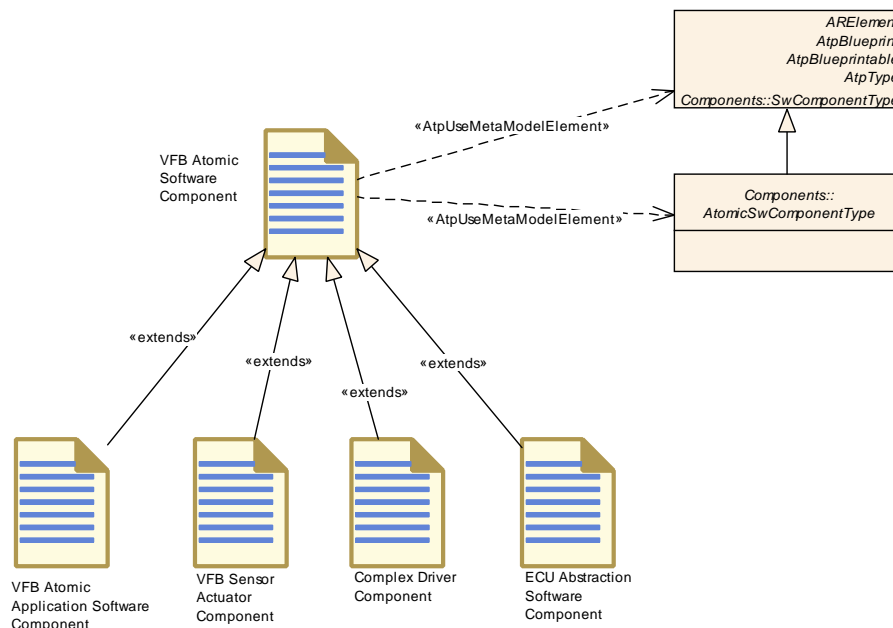 ARElement
AtpBlueprint
AtpBlueprintable
AtpType
Components::SwComponentType
«AtpUseMetaModelElement»
VFB Atomic
Software
Component
Components::
AtomicSwComponentType
«AtpUseMetaModelElement»
«extends»
«extends»
«extends»
«extends»
VFB Atomic
Application Software
Component
VFB Sensor
Actuator
Component
Complex Driver
Component
ECU Abstraction
Software
Component